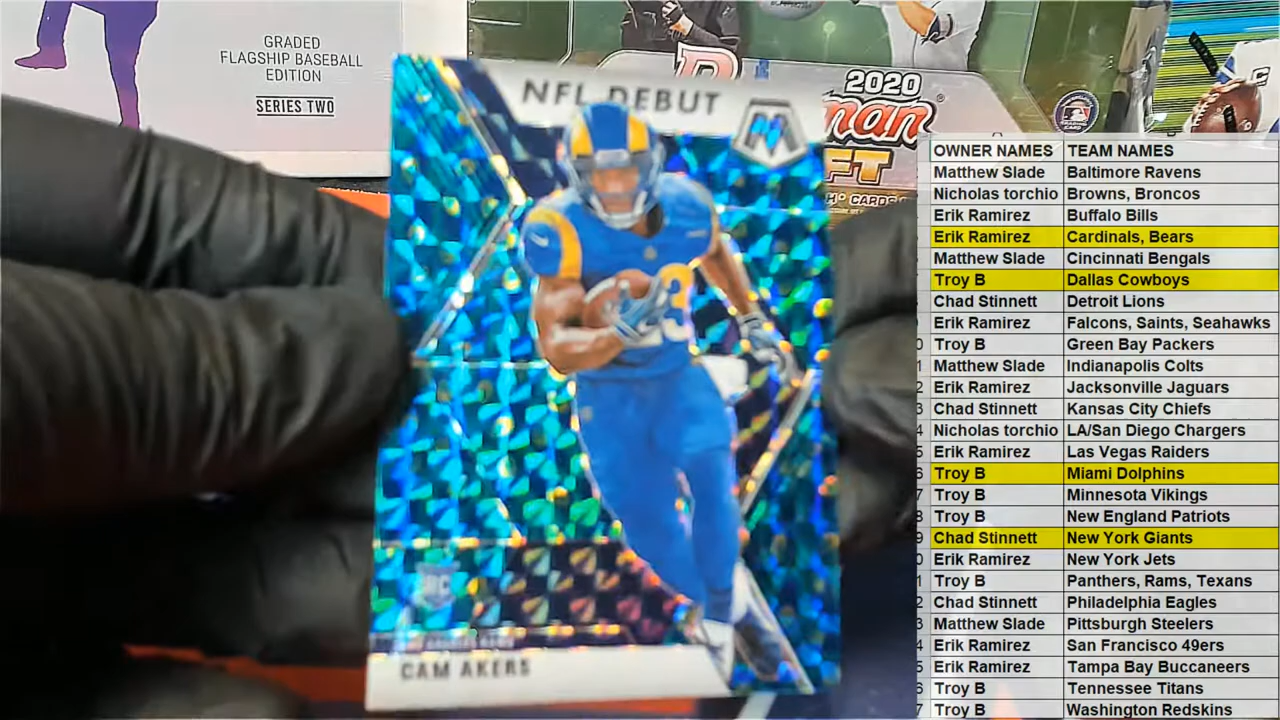 GRADED
FLAGSHIP BASEBALL
EDITION
SERIES TWO
2020
NFL DEBUT
23
RC
CAM AKERS
C
OWNER NAMES TEAM NAMES
Matthew Slade Baltimore Ravens
Nicholas torchio Browns, Broncos
Erik Ramirez Buffalo Bills
Erik Ramirez Cardinals, Bears
Matthew Slade Cincinnati Bengals
Troy B Dallas Cowboys
Chad Stinnett Detroit Lions
Erik Ramirez Falcons, Saints, Seahawks
Troy B Green Bay Packers
Matthew Slade Indianapolis Colts
Erik Ramirez Jacksonville Jaguars
Chad Stinnett Kansas City Chiefs
Nicholas torchio LA/San Diego Chargers
Erik Ramirez Las Vegas Raiders
Troy B Miami Dolphins
Troy B Minnesota Vikings
Troy B New England Patriots
Chad Stinnett New York Giants
Erik Ramirez New York Jets
Troy B Panthers, Rams, Texans
Chad Stinnett Philadelphia Eagles
Matthew Slade Pittsburgh Steelers
Erik Ramirez San Francisco 49ers
Erik Ramirez Tampa Bay Buccaneers
Troy B Tennessee Titans
Troy B Washington Redskins